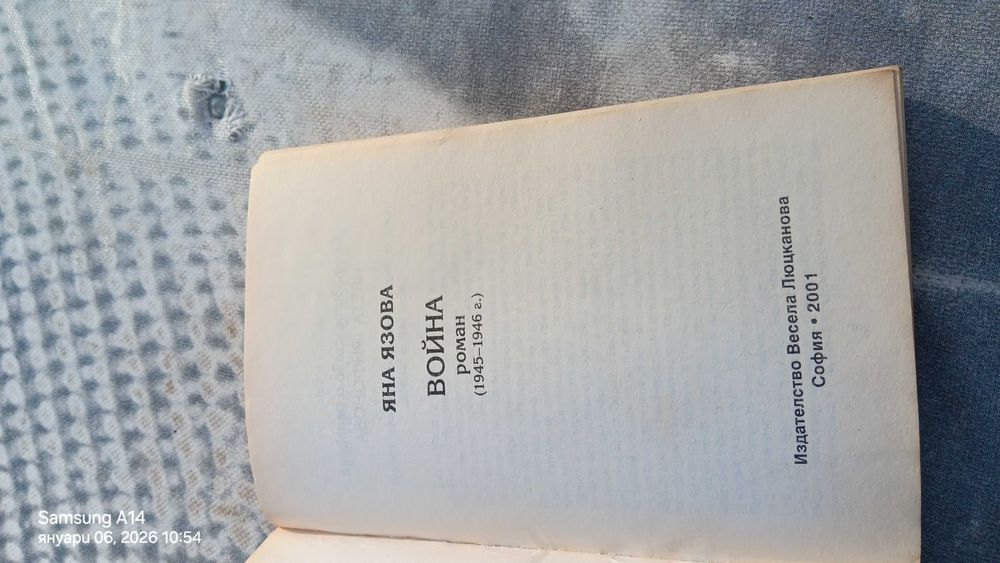 ЯНА ЯЗОВА
ВОЙНА
роман
(1945–1946 г.)
Издателство Весела Люцканова
София • 2001
Samsung A14
януари 06, 2026 10:54